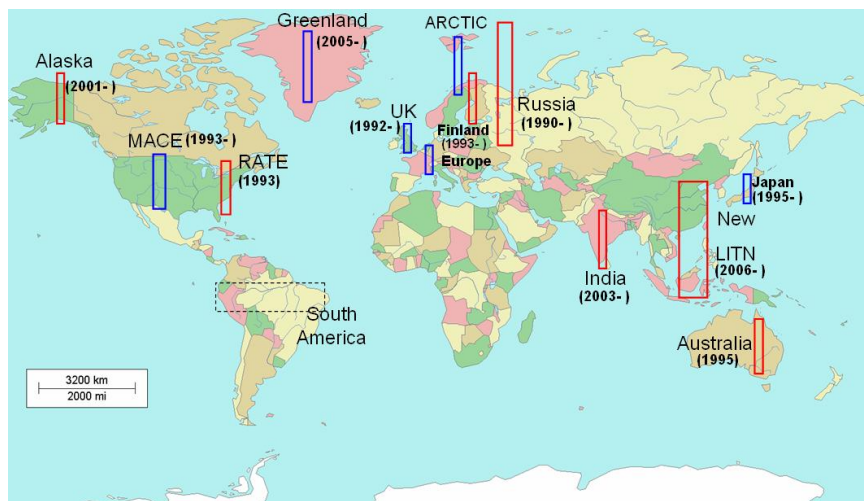 Greenland
(2005- )
ARCTIC
Alaska
(2001- )
UK
(1992- )
Finland
(1993- )
Europe
Russia
(1990- )
MACE (1993- )
RATE
(1993)
Japan
(1995- )
New
LITN
(2006- )
India
(2003- )
South
America
Australia
(1995)
3200 km
2000 mi